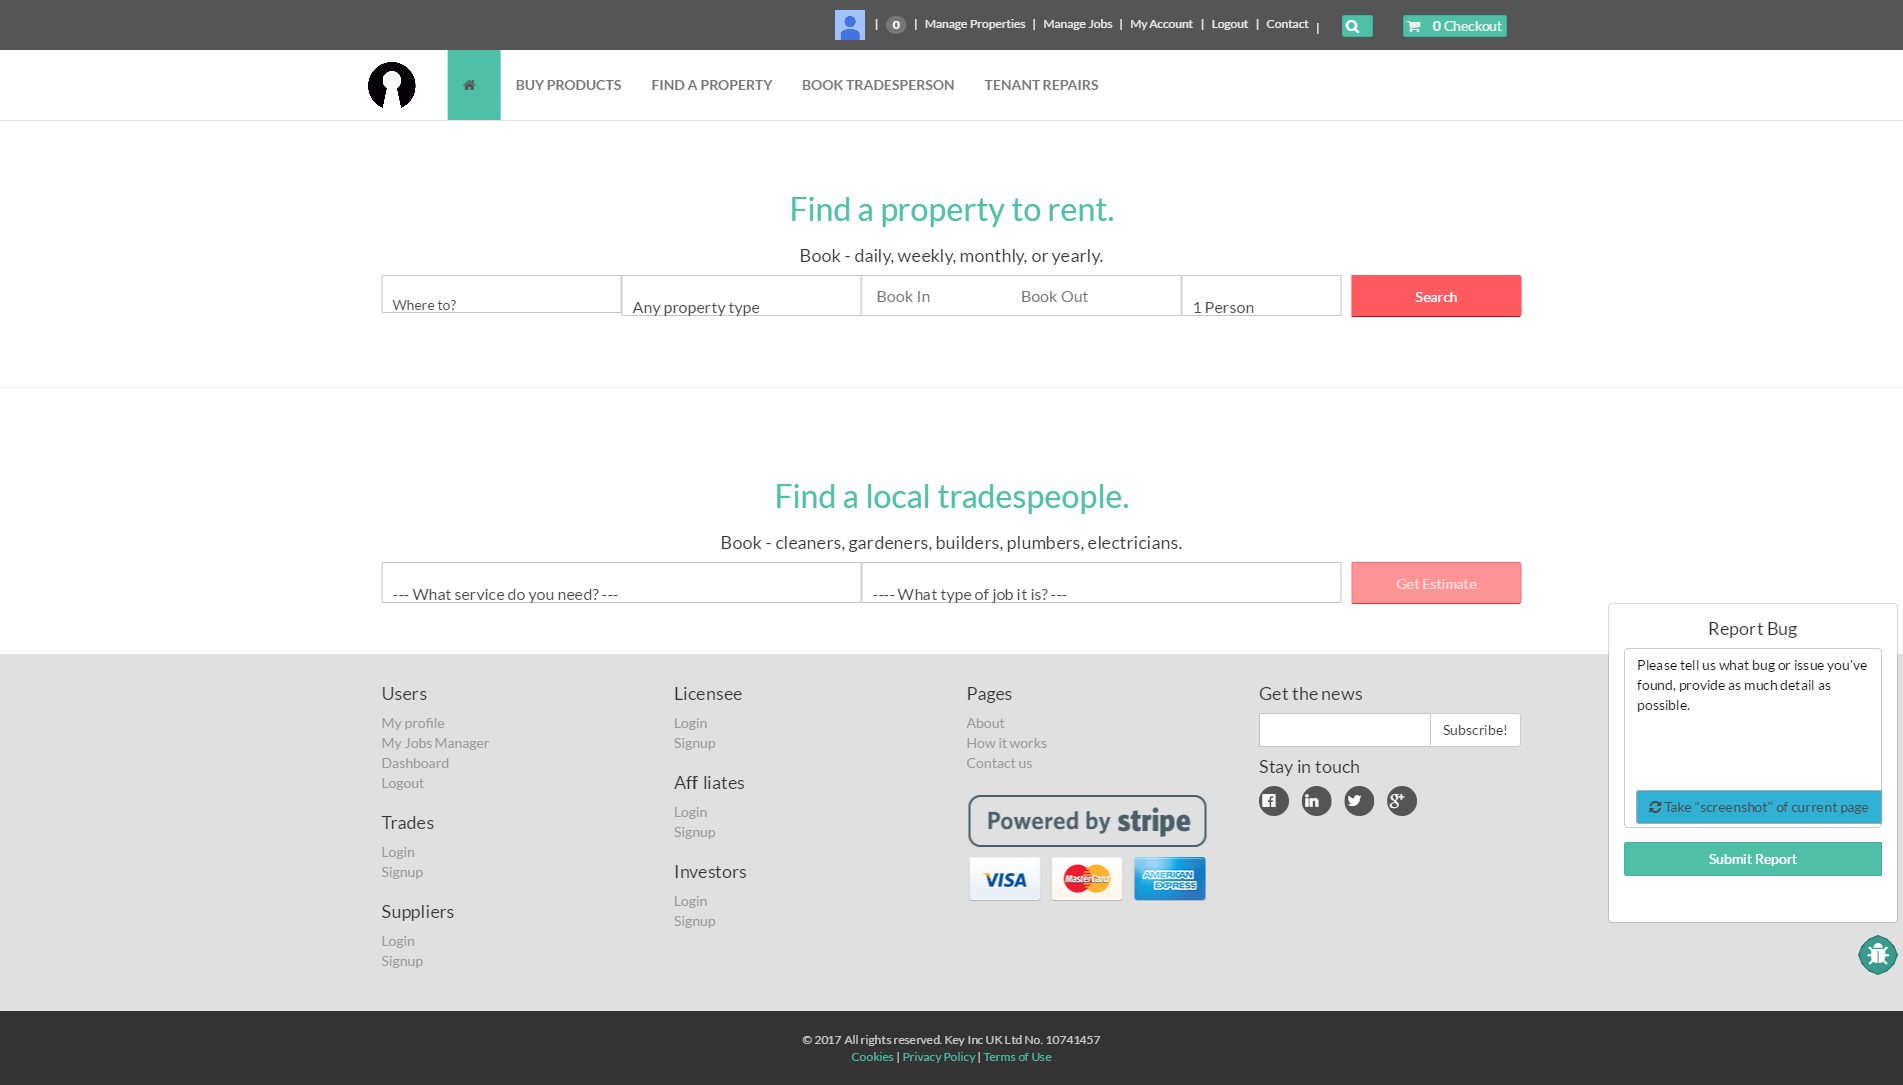 | 0 | Manage Properties | Manage Jobs | My Account | Logout | Contact | 0 Checkout
BUY PRODUCTS FIND A PROPERTY BOOK TRADESPERSON TENANT REPAIRS
Find a property to rent.
Book - daily, weekly, monthly, or yearly.
Where to? Any property type Book In Book Out 1 Person Search
Find a local tradespeople.
Book - cleaners, gardeners, builders, plumbers, electricians.
--- What service do you need? --- ---- What type of job it is? --- Get Estimate
Users
My profile
My Jobs Manager
Dashboard
Logout
Trades
Login
Signup
Suppliers
Login
Signup
Licensee
Login
Signup
Aff liates
Login
Signup
Investors
Login
Signup
Pages
About
How it works
Contact us
Powered by stripe
VISA MasterCard AMERICAN EXPRESS
Get the news
Subscribe!
Stay in touch
Report Bug
Please tell us what bug or issue you've
found, provide as much detail as
possible.
Take "screenshot" of current page
Submit Report
© 2017 All rights reserved. Key Inc UK Ltd No. 10741457
Cookies | Privacy Policy | Terms of Use